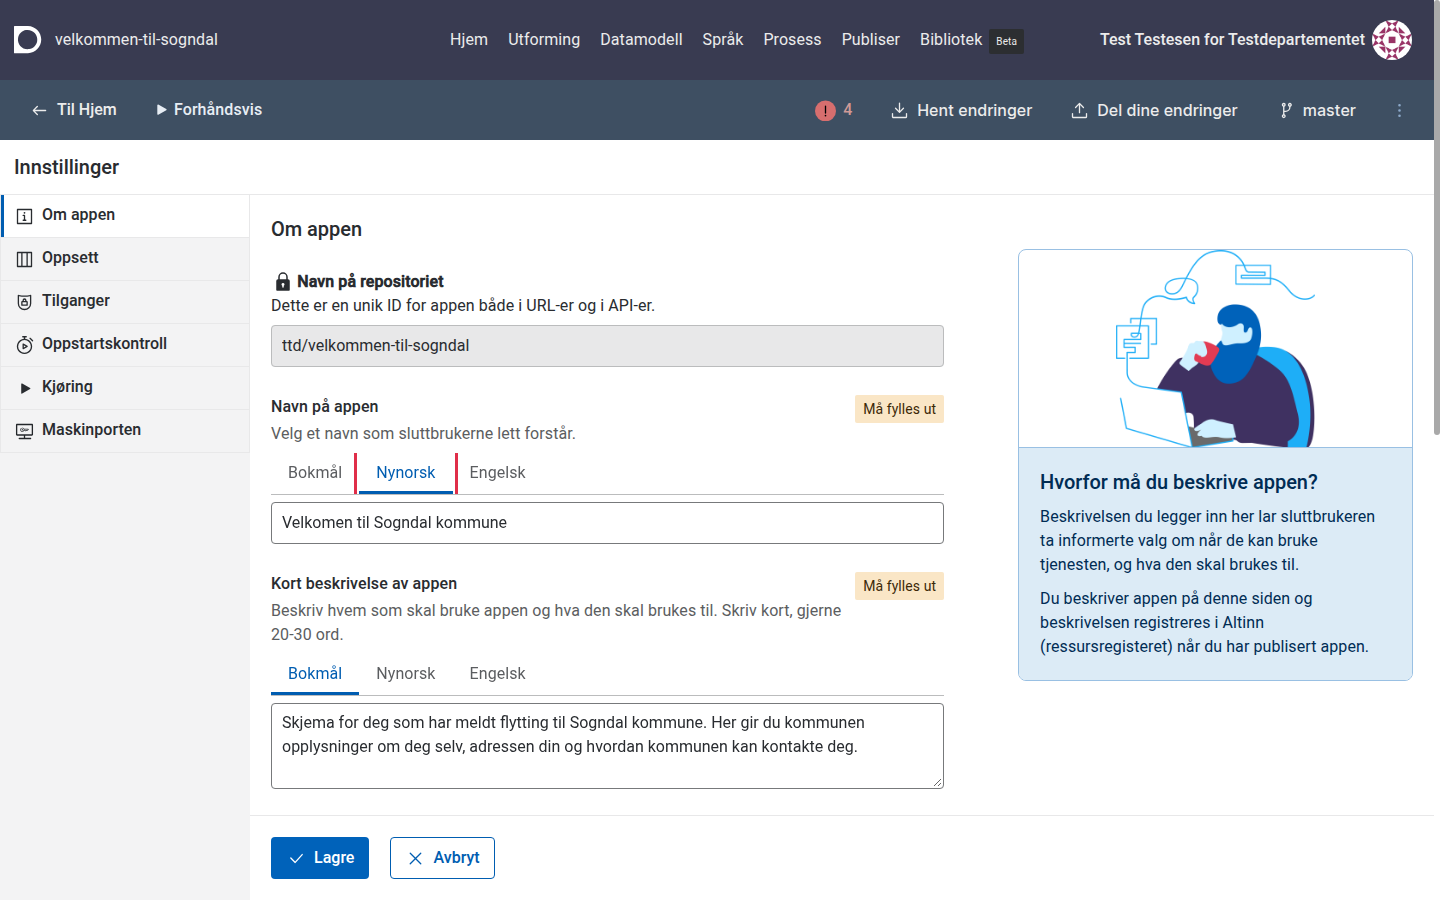 velkommen-til-sogndal
Hjem Utforming Datamodell Språk Prosess Publiser Bibliotek Beta
Test Testesen for Testdepartementet
Til Hjem Forhåndsvis
4 Hent endringer Del dine endringer master
Innstillinger
Om appen
Oppsett
Tilganger
Oppstartskontroll
Kjøring
Maskinporten
Om appen
Navn på repositoriet
Dette er en unik ID for appen både i URL-er og i API-er.
ttd/velkommen-til-sogndal
Navn på appen
Må fylles ut
Velg et navn som sluttbrukerne lett forstår.
Bokmål Nynorsk Engelsk
Velkomen til Sogndal kommune
Kort beskrivelse av appen
Må fylles ut
Beskriv hvem som skal bruke appen og hva den skal brukes til. Skriv kort, gjerne
20-30 ord.
Bokmål Nynorsk Engelsk
Skjema for deg som har meldt flytting til Sogndal kommune. Her gir du kommunen
opplysninger om deg selv, adressen din og hvordan kommunen kan kontakte deg.
Lagre Avbryt
Hvorfor må du beskrive appen?
Beskrivelsen du legger inn her lar sluttbrukeren
ta informerte valg om når de kan bruke
tjenesten, og hva den skal brukes til.
Du beskriver appen på denne siden og
beskrivelsen registreres i Altinn
(ressursregisteret) når du har publisert appen.